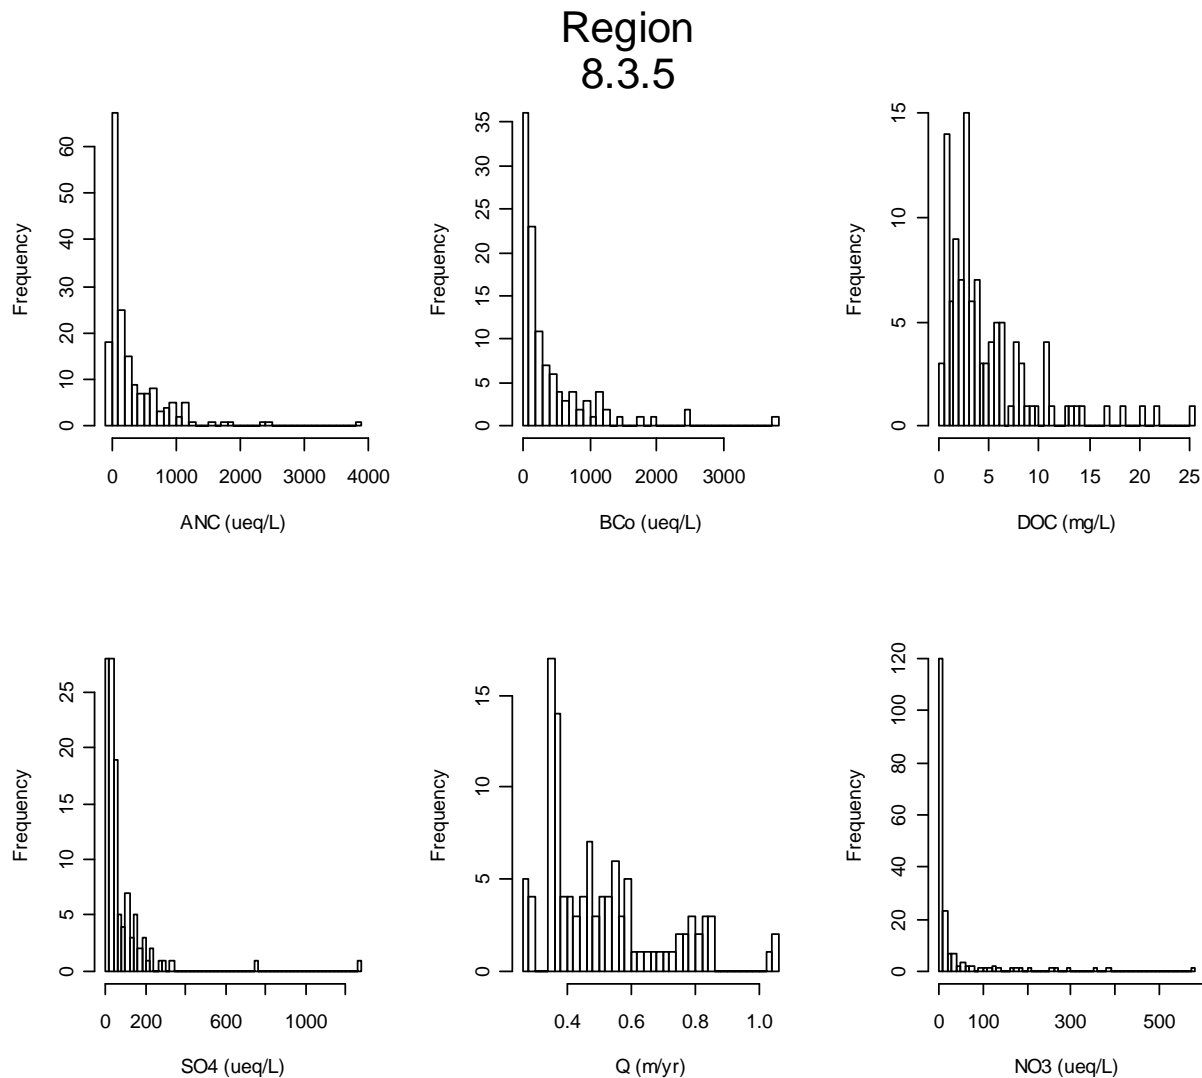 Region
8.3.5
Frequency
0 10 20 30 40 50 60
0 1000 2000 3000 4000
ANC (ueq/L)
Frequency
0 5 10 15 20 25 30 35
0 1000 3000
BCo (ueq/L)
Frequency
0 5 10 15
0 5 10 15 20 25
DOC (mg/L)
Frequency
0 5 10 15 20 25
0 200 600 1000
SO4 (ueq/L)
Frequency
0 5 10 15
0.4 0.6 0.8 1.0
Q (m/yr)
Frequency
0 20 40 60 80 100 120
0 100 300 500
NO3 (ueq/L)